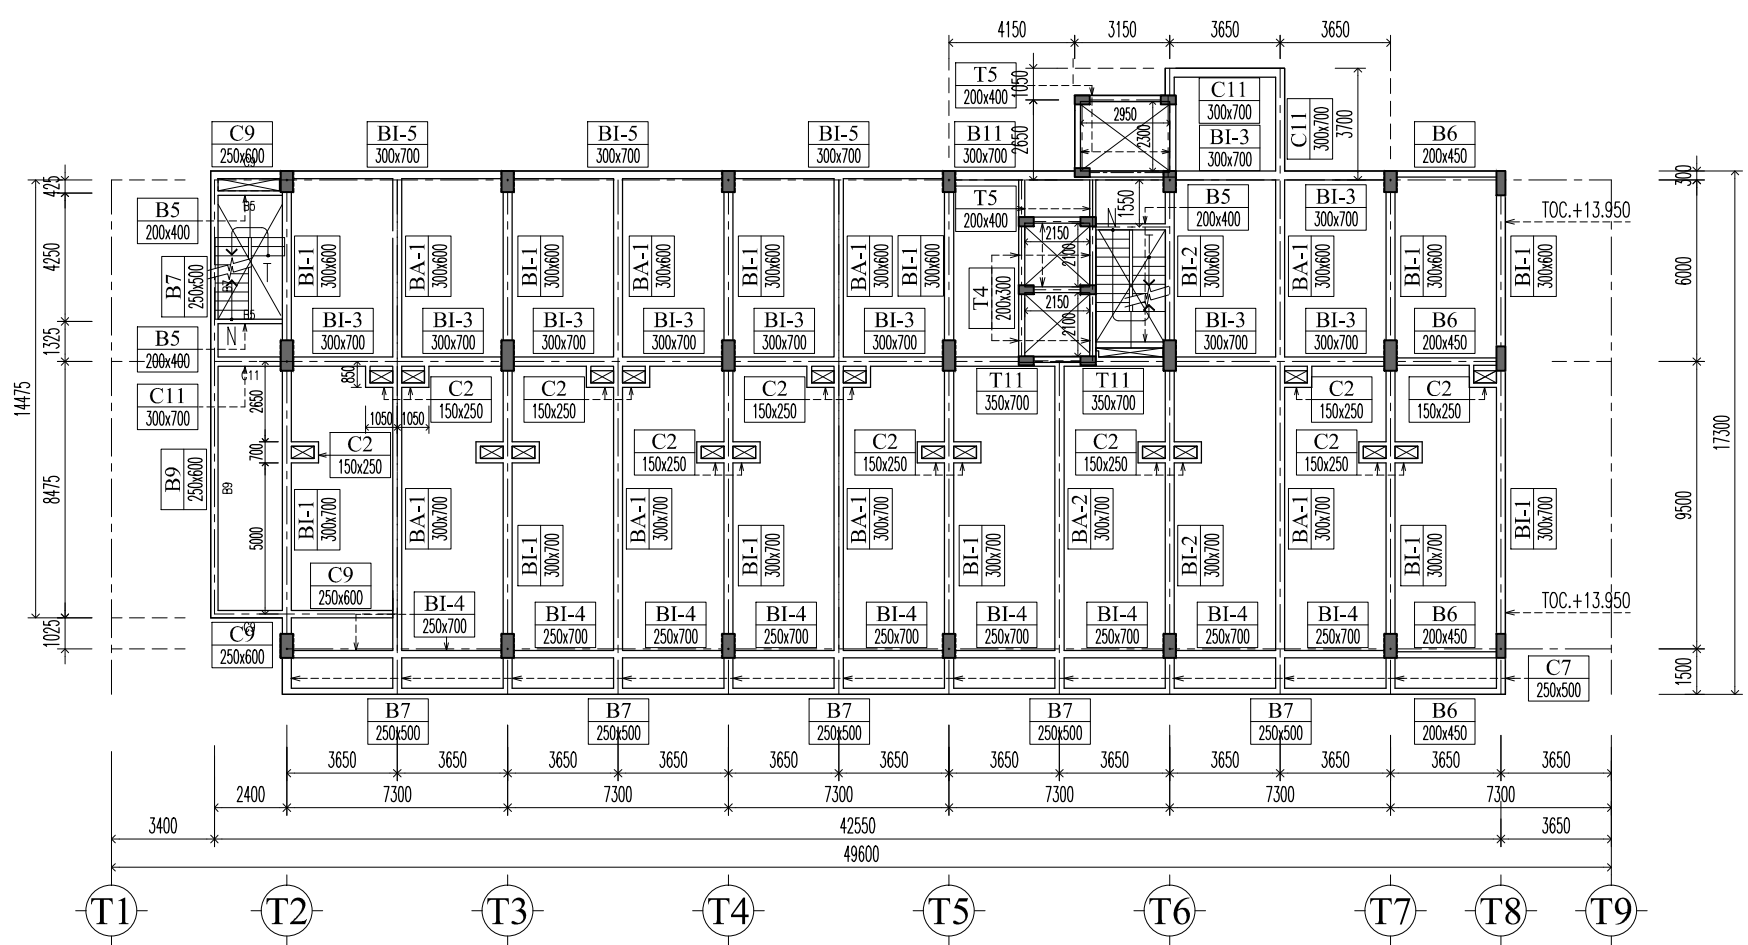 4150 3150 3650 3650
T5
200x400
1050
2650
2950
2300
C11
300x700
BI-3
300x700
C11
300x700
3700
C9
250x600
C9
BI-5
300x700
BI-5
300x700
BI-5
300x700
B11
300x700
B6
200x450
425
4250
1325
14475
8475
1025
B5
200x400
B5
B7
250x500
B7
T
B5
N
B5
200x400
C11
300x700
C11
B9
250x600
B9
BI-1
300x600
BA-1
300x600
BI-1
300x600
BA-1
300x600
BI-1
300x600
BA-1
300x600
BI-1
300x600
T5
200x400
1550
N
B5
200x400
BI-3
300x700
TOC.+13.950
300
6000
2150
2100
T4
200x300
2150
2100
T
BI-2
300x600
BA-1
300x600
BI-1
300x600
BI-1
300x600
BI-3
300x700
BI-3
300x700
BI-3
300x700
BI-3
300x700
BI-3
300x700
BI-3
300x700
BI-3
300x700
BI-3
300x700
B6
200x450
850
2650
1050 1050
700
5000
C2
150x250
C2
150x250
C2
150x250
T11
350x700
T11
350x700
C2
150x250
C2
150x250
C2
150x250
C2
150x250
C2
150x250
C2
150x250
C2
150x250
17300
9500
1500
BI-1
300x700
BA-1
300x700
BI-1
300x700
BA-1
300x700
BI-1
300x700
BA-1
300x700
BI-1
300x700
BA-2
300x700
BI-2
300x700
BA-1
300x700
BI-1
300x700
BI-1
300x700
C9
250x600
BI-4
250x700
BI-4
250x700
BI-4
250x700
BI-4
250x700
BI-4
250x700
BI-4
250x700
BI-4
250x700
BI-4
250x700
BI-4
250x700
B6
200x450
TOC.+13.950
C9
C9
250x600
C7
250x500
B7
250x500
B7
250x500
B7
250x500
B7
250x500
B7
250x500
B6
200x450
3650 3650 3650 3650 3650 3650 3650 3650 3650 3650 3650 3650
2400 7300 7300 7300 7300 7300 7300
3400 42550 3650
49600
T1 T2 T3 T4 T5 T6 T7 T8 T9